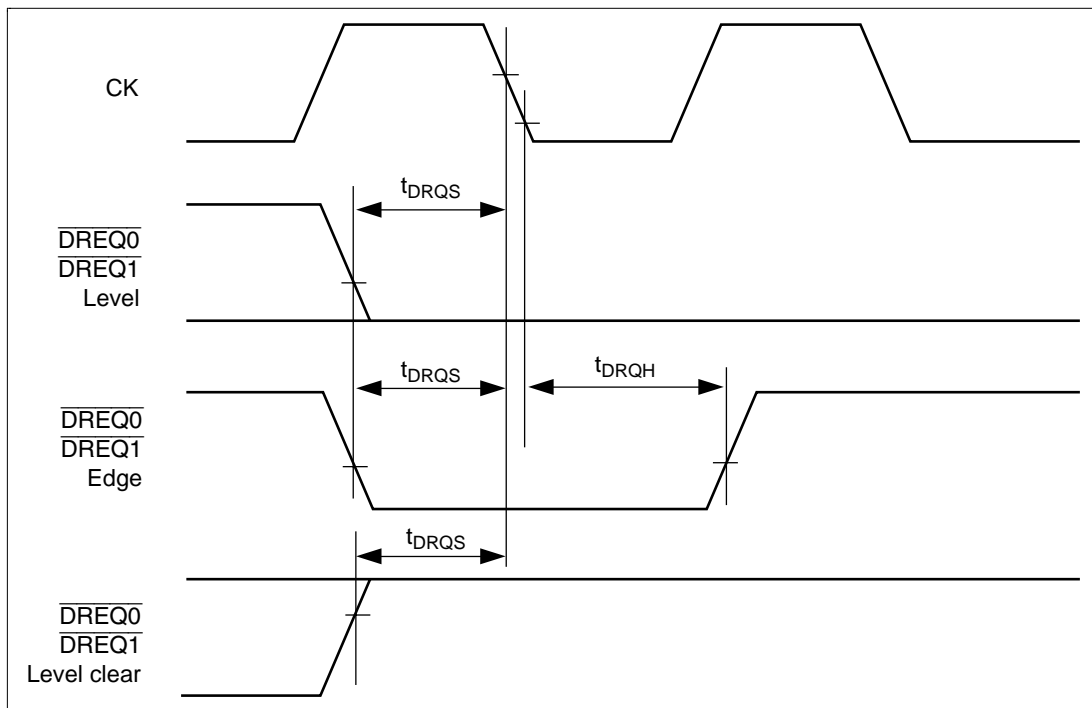 CK
tDRQS
DREQ0
DREQ1
Level
tDRQS
tDRQH
DREQ0
DREQ1
Edge
tDRQS
DREQ0
DREQ1
Level clear